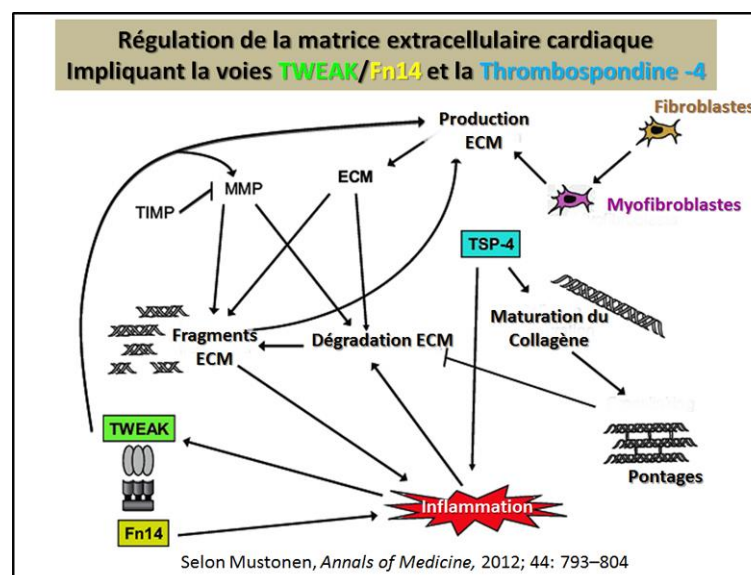 Régulation de la matrice extracellulaire cardiaque
Impliquant la voies TWEAK/Fn14 et la Thrombospondine -4
Fibroblastes
Production
ECM
MMP
ECM
TIMP
Myofibroblastes
TSP-4
Maturation du
Collagène
Fragments
ECM
Dégradation ECM
TWEAK
Pontages
Inflammation
Fn14
Selon Mustonen, Annals of Medicine, 2012; 44: 793–804